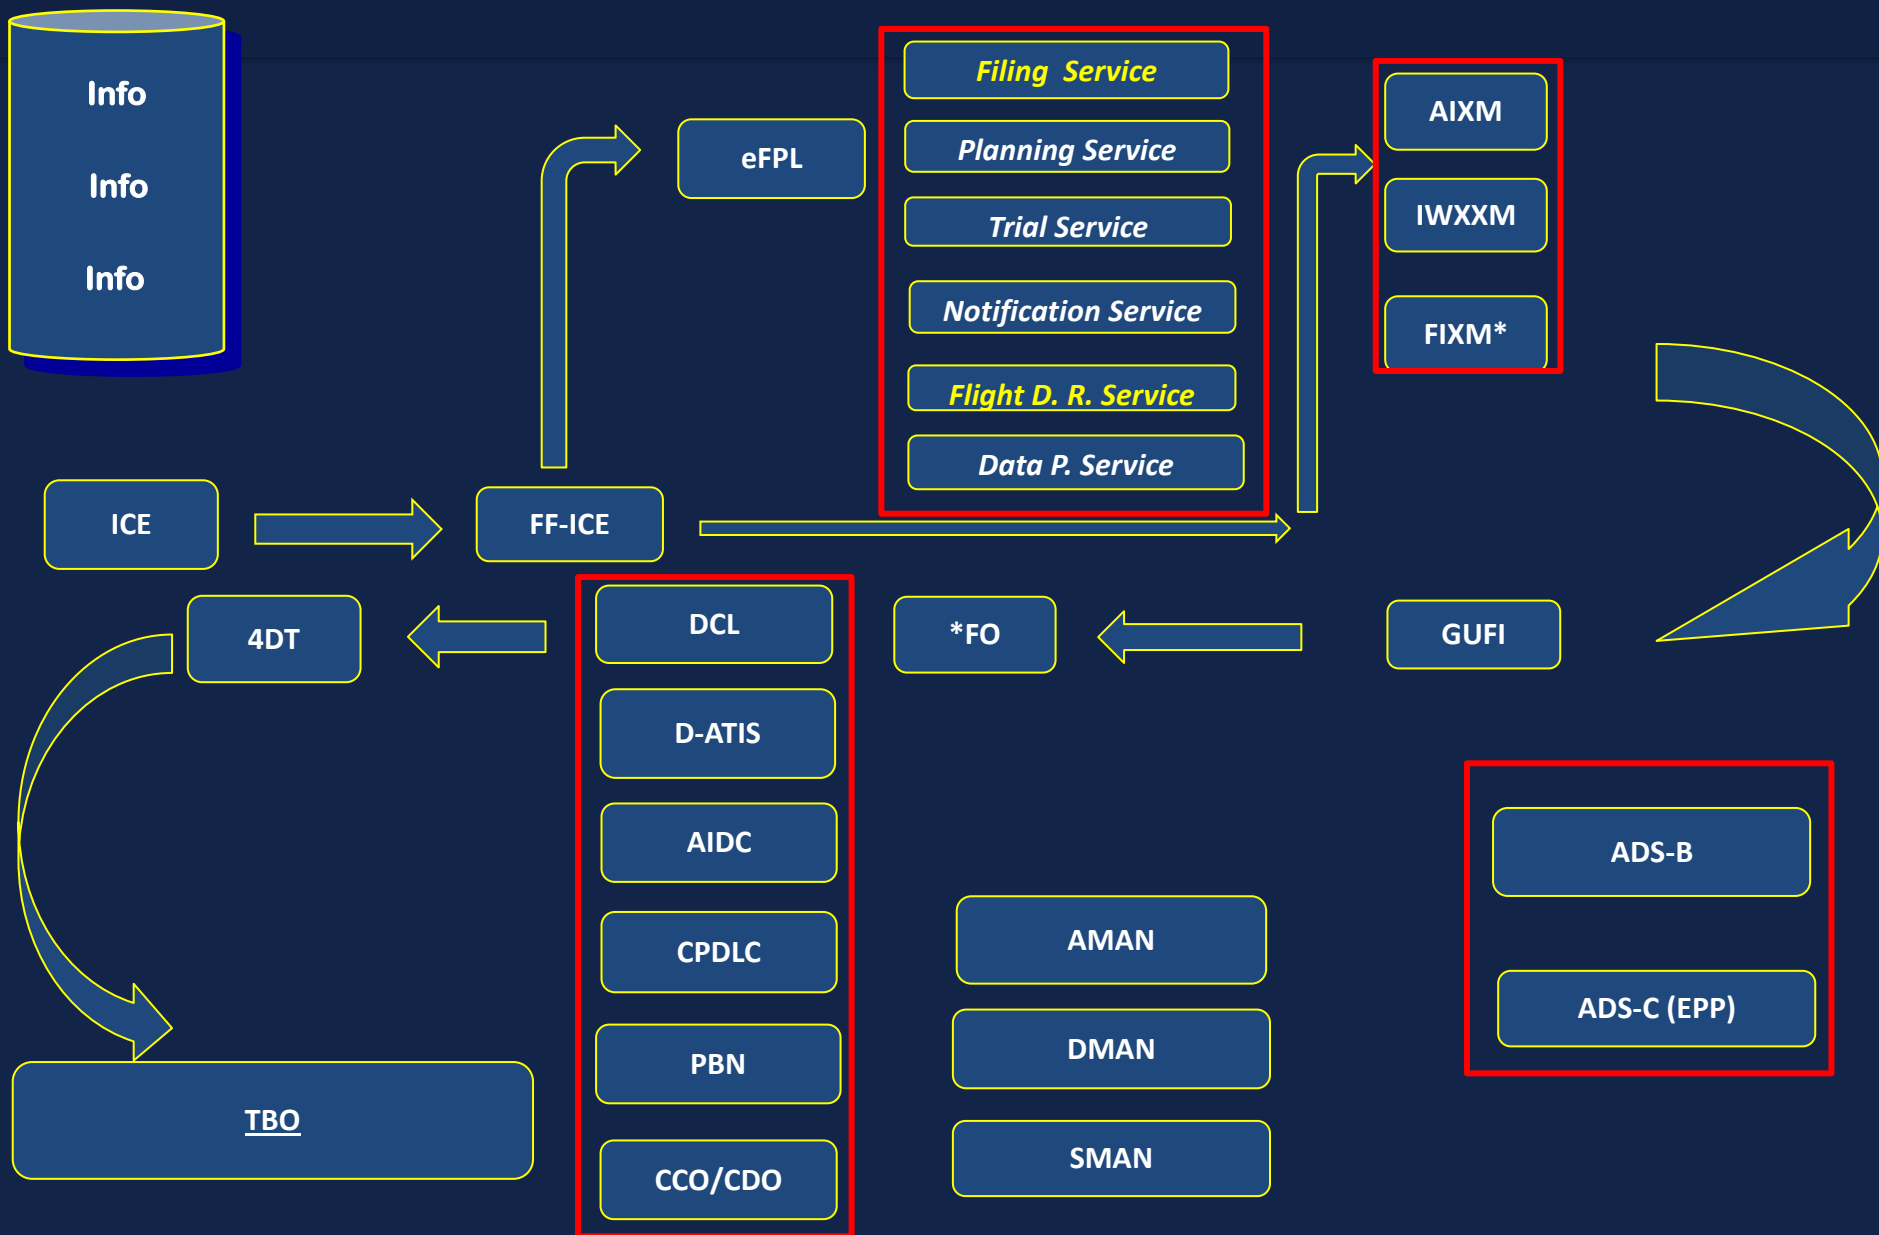 Info
Info
Info
eFPL
Filing Service
Planning Service
Trial Service
Notification Service
Flight D. R. Service
Data P. Service
AIXM
IWXXM
FIXM*
ICE
FF-ICE
4DT
DCL
*FO
GUFI
D-ATIS
AIDC
CPDLC
PBN
CCO/CDO
AMAN
DMAN
SMAN
ADS-B
ADS-C (EPP)
TBO